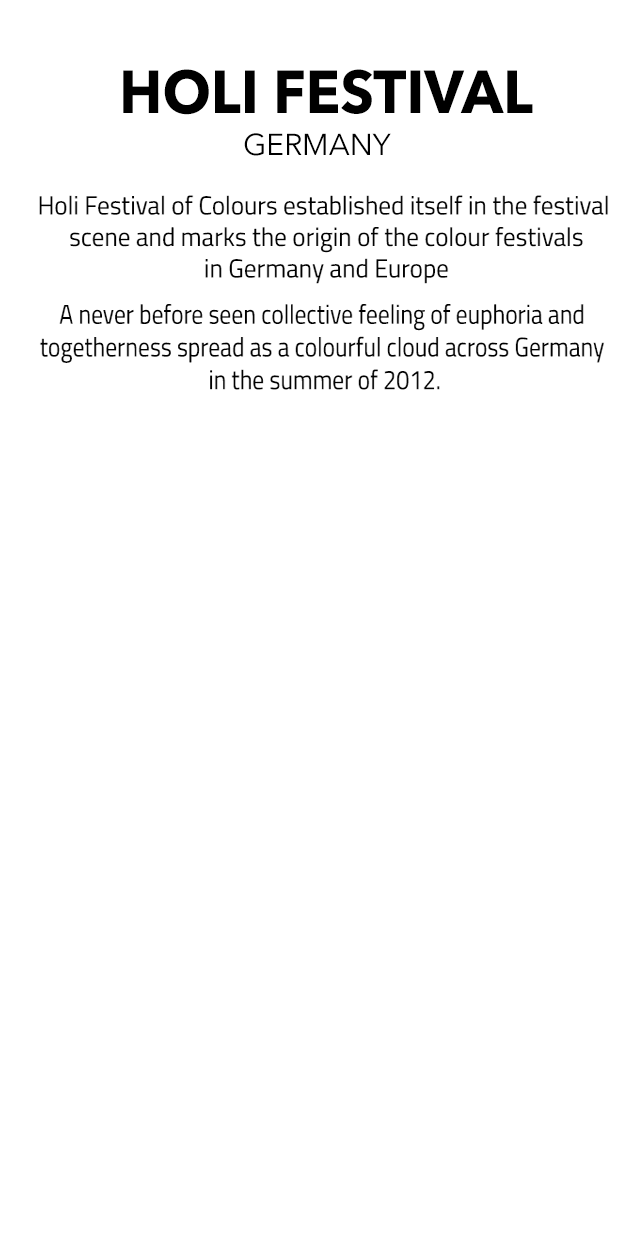 HOLI FESTIVAL
GERMANY
Holi Festival of Colours established itself in the festival
scene and marks the origin of the colour festivals
in Germany and Europe
A never before seen collective feeling of euphoria and
togetherness spread as a colourful cloud across Germany
in the summer of 2012.